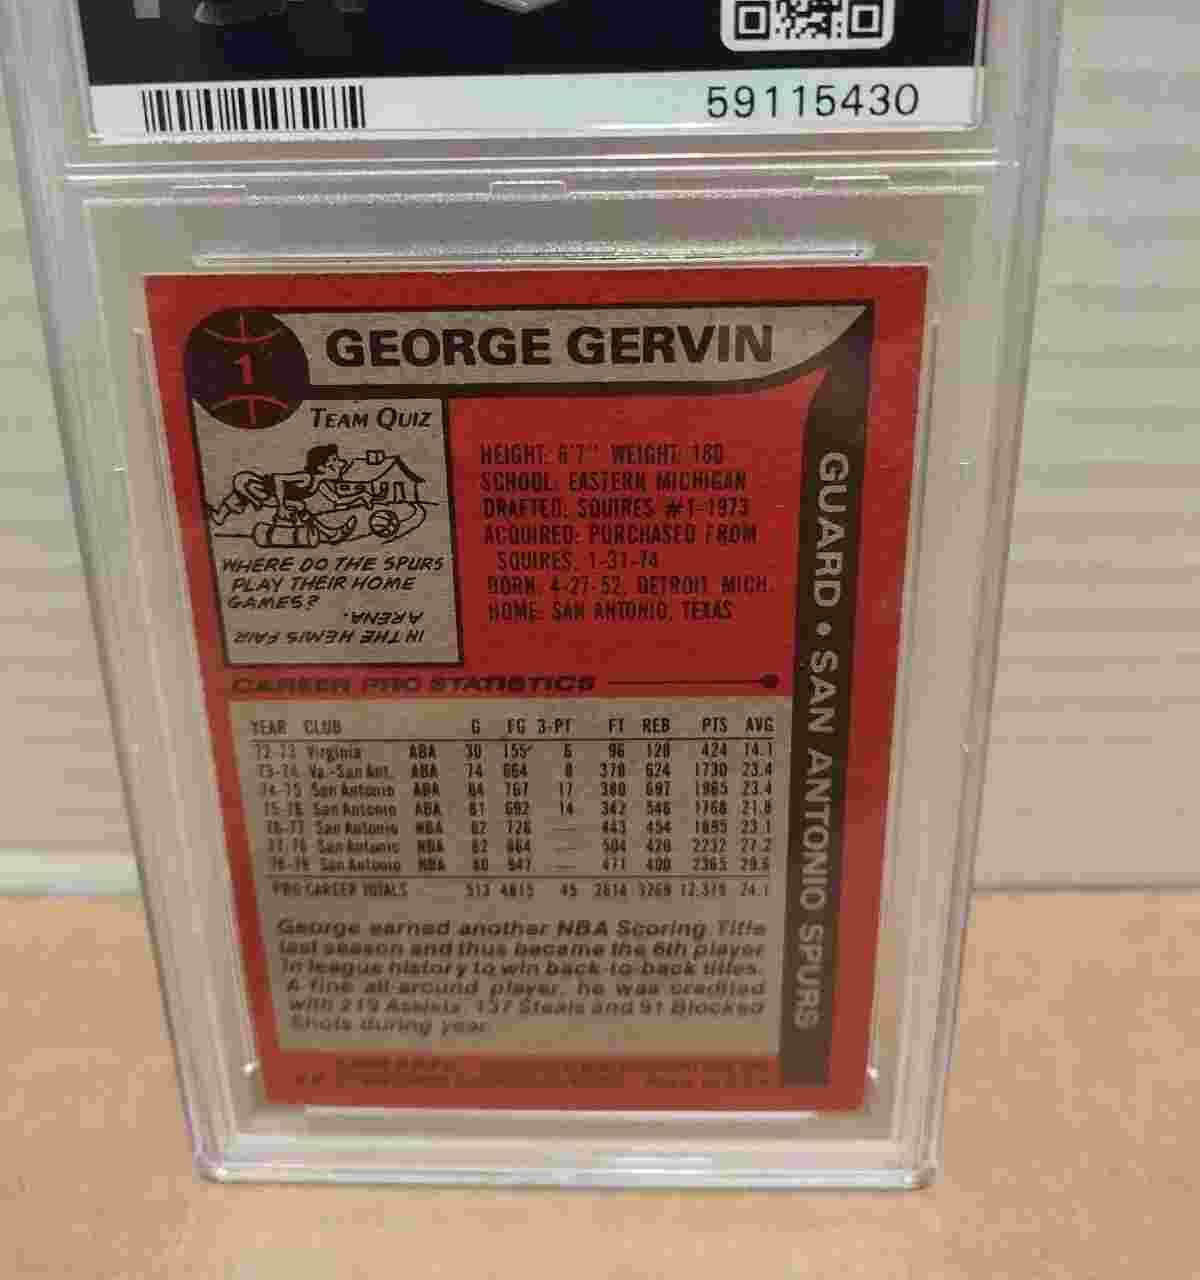 59115430
1
GEORGE GERVIN
TEAM QUIZ
WHERE DO THE SPURS
PLAY THEIR HOME
GAMES?
IN THE HEMIS FAIR
ARENA.
HEIGHT: 6'7" WEIGHT: 180
SCHOOL: EASTERN MICHIGAN
DRAFTED: SQUIRES #1-1973
ACQUIRED: PURCHASED FROM
SQUIRES, 1-31-74
BORN: 4-27-52, DETROIT, MICH.
HOME: SAN ANTONIO, TEXAS
GUARD • SAN ANTONIO SPURS
CAREER PRO STATISTICS
YEAR CLUB G FG 3-PT FT REB PTS AVG
72-73 Virginia ABA 30 155 6 96 128 424 14.1
73-74 Va.-San Ant. ABA 74 664 8 378 624 1730 23.4
74-75 San Antonio ABA 84 767 17 380 697 1965 23.4
75-76 San Antonio ABA 81 692 14 342 546 1768 21.8
76-77 San Antonio NBA 82 726 — 443 454 1895 23.1
77-78 San Antonio NBA 82 864 — 504 420 2232 27.2
78-79 San Antonio NBA 80 947 — 471 400 2365 29.6
PRO CAREER TOTALS 513 4815 45 2614 3269 12,379 24.1
George earned another NBA Scoring Title
last season and thus became the 6th player
in league history to win back-to-back titles.
A fine all-around player, he was credited
with 219 Assists, 137 Steals and 91 Blocked
Shots during year.